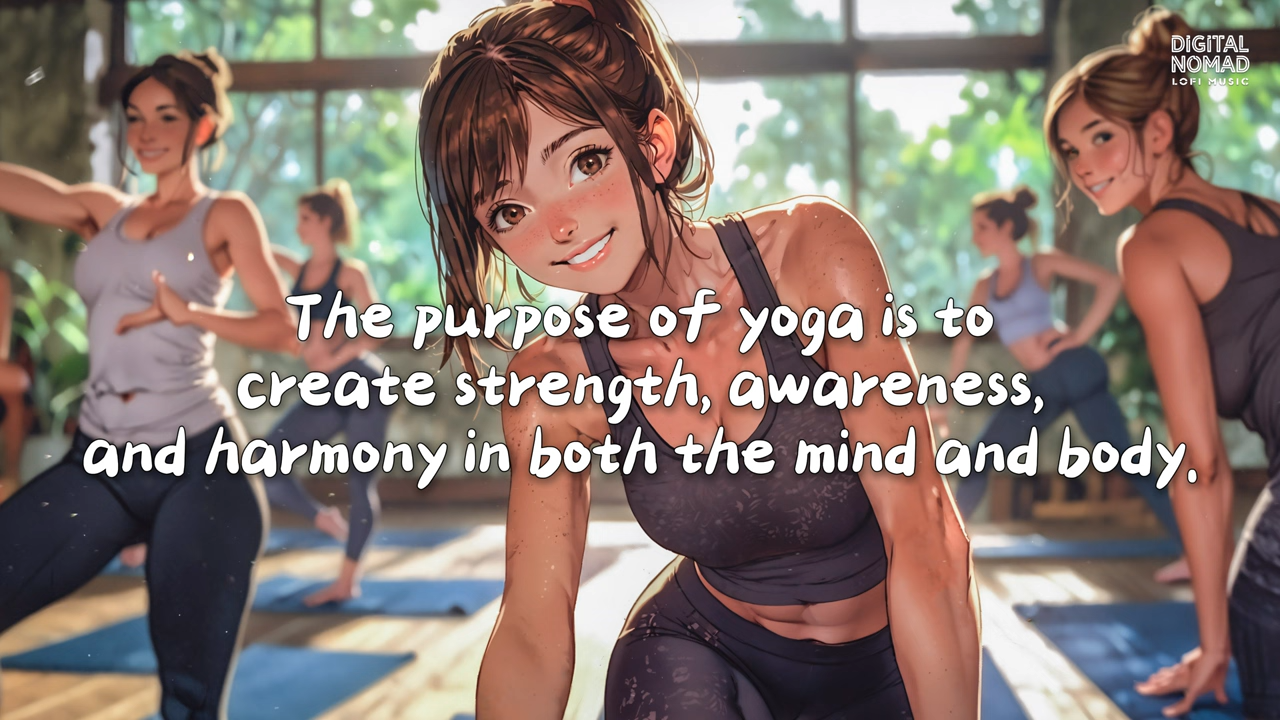 DIGITAL
NOMAD
LOFI MUSIC
The purpose of yoga is to
create strength, awareness,
and harmony in both the mind and body.